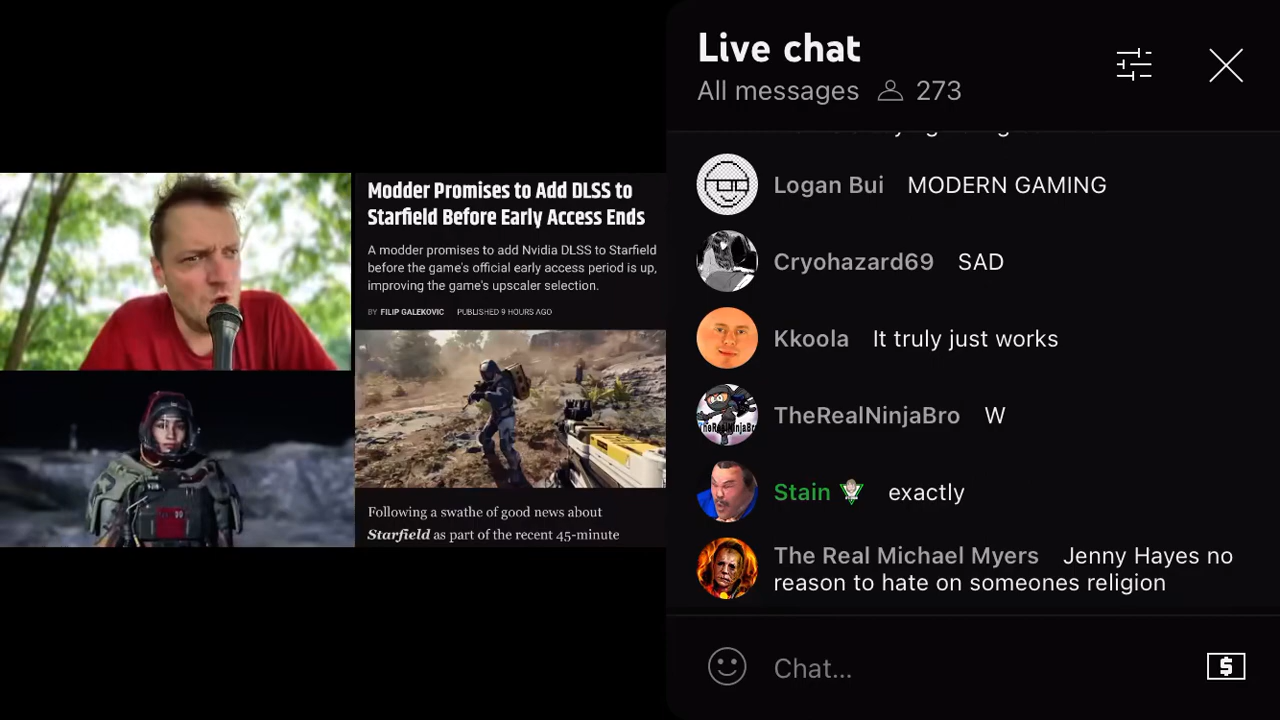 Modder Promises to Add DLSS to
Starfield Before Early Access Ends
A modder promises to add Nvidia DLSS to Starfield
before the game's official early access period is up,
improving the game's upscaler selection.
BY FILIP GALEKOVIC PUBLISHED 9 HOURS AGO
Following a swathe of good news about
Starfield as part of the recent 45-minute
Live chat
All messages 273
Logan Bui MODERN GAMING
Cryohazard69 SAD
Kkoola It truly just works
TheRealNinjaBro W
Stain exactly
The Real Michael Myers Jenny Hayes no
reason to hate on someones religion
Chat...
$